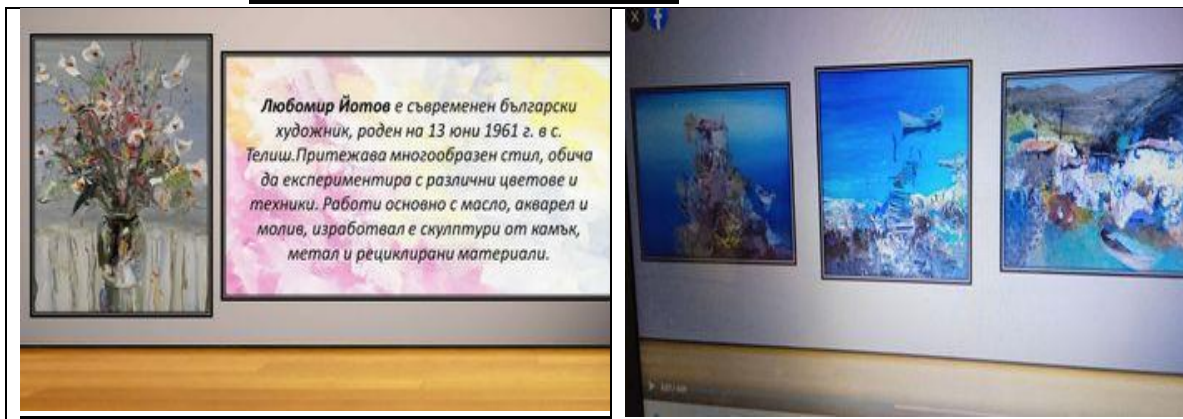 Любомир Йотов е съвременен български
художник, роден на 13 юни 1961 г. в с.
Телиш.Притежава многообразен стил, обича
да експериментира с различни цветове и
техники. Работи основно с масло, акварел и
молив, изработвал е скулптури от камък,
метал и рециклирани материали.